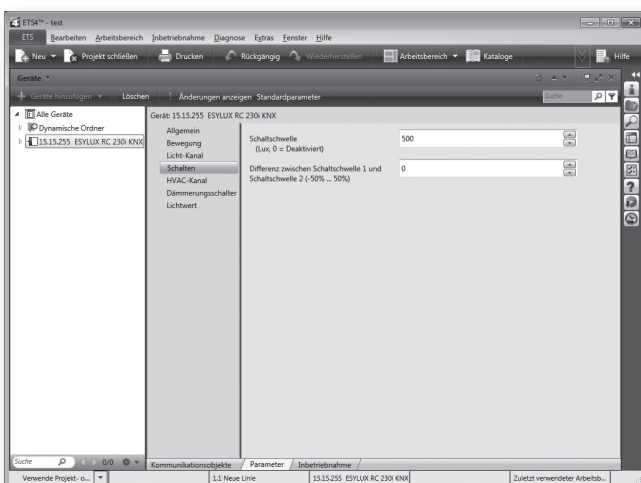 ETS4™ - test
ETS Bearbeiten Arbeitsbereich Inbetriebnahme Diagnose Extras Fenster Hilfe
Neu Projekt schließen Drucken Rückgängig Wiederherstellen Arbeitsbereich Kataloge Hilfe
Geräte
Geräte hinzufügen Löschen Änderungen anzeigen Standardparameter Suche
Alle Geräte
Dynamische Ordner
15.15.255 ESYLUX RC 230i KNX
Gerät: 15.15.255 ESYLUX RC 230i KNX
Allgemein
Bewegung
Licht-Kanal
Schalten
HVAC-Kanal
Dämmerungsschalter
Lichtwert
Schaltschwelle
(Lux, 0 = Deaktiviert)
500
Differenz zwischen Schaltschwelle 1 und
Schaltschwelle 2 (-50% ... 50%)
0
Suche 0/0
Kommunikationsobjekte Parameter Inbetriebnahme
Verwende Projekt- o... 1.1 Neue Linie 15.15.255 ESYLUX RC 230i KNX Zuletzt verwendeter Arbeitsb...